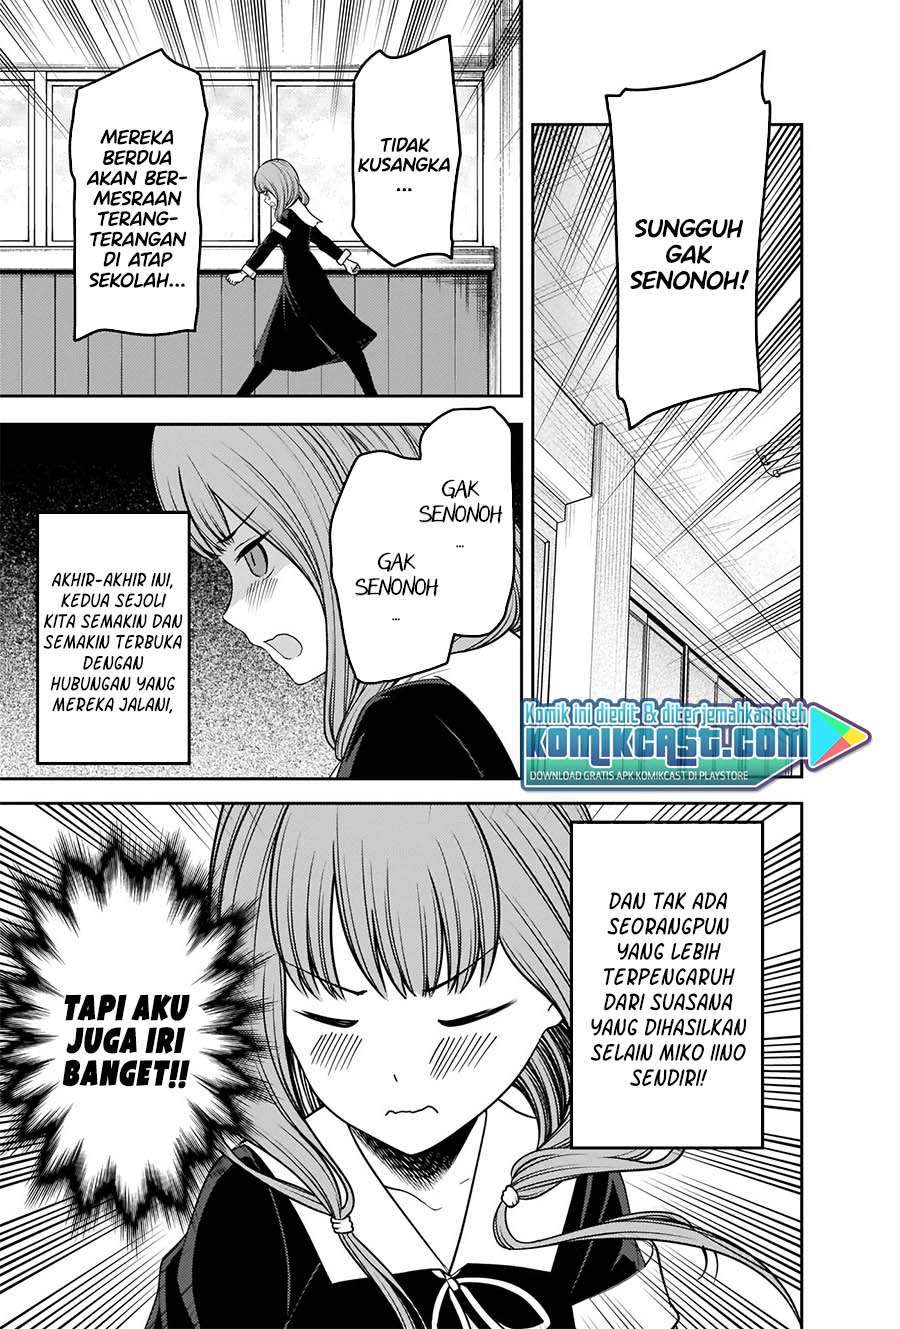 SUNGGUH
GAK
SENONOH!
TIDAK
KUSANGKA
...
MEREKA
BERDUA
AKAN BER-
MESRAAN
TERANG-
TERANGAN
DI ATAP
SEKOLAH...
GAK
SENONOH
...
GAK
SENONOH
...
AKHIR-AKHIR INI,
KEDUA SEJOLI
KITA SEMAKIN DAN
SEMAKIN TERBUKA
DENGAN
HUBUNGAN YANG
MEREKA JALANI,
Komik ini diedit & diterjemahkan oleh
KOMIKCAST.COM
DOWNLOAD GRATIS APK KOMIKCAST DI PLAYSTORE
DAN TAK ADA
SEORANGPUN
YANG LEBIH
TERPENGARUH
DARI SUASANA
YANG DIHASILKAN
SELAIN MIKO IINO
SENDIRI!
TAPI AKU
JUGA IRI
BANGET!!